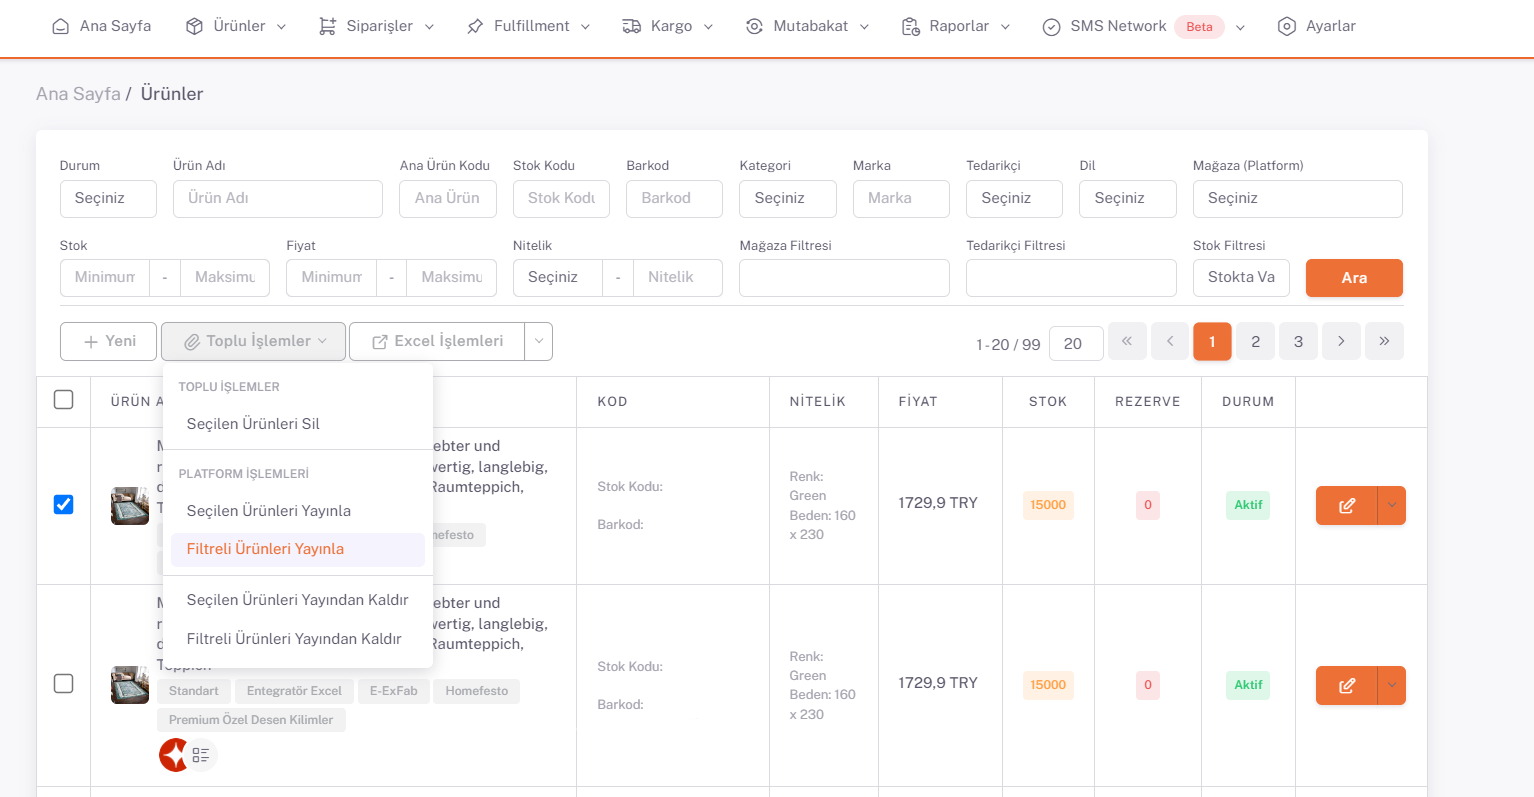 Ana Sayfa Ürünler Siparişler Fulfillment Kargo Mutabakat Raporlar SMS Network Beta Ayarlar
Ana Sayfa / Ürünler
Durum Ürün Adı Ana Ürün Kodu Stok Kodu Barkod Kategori Marka Tedarikçi Dil Mağaza (Platform)
Seçiniz Ürün Adı Ana Ürün Stok Kodu Barkod Seçiniz Marka Seçiniz Seçiniz Seçiniz
Stok Fiyat Nitelik Mağaza Filtresi Tedarikçi Filtresi Stok Filtresi
Minimum - Maksimu Minimum - Maksimu Seçiniz - Nitelik Stokta Va Ara
+ Yeni Toplu İşlemler Excel İşlemleri 1 - 20 / 99 20 « < 1 2 3 > »
ÜRÜN A KOD NİTELİK FİYAT STOK REZERVE DURUM
TOPLU İŞLEMLER
Seçilen Ürünleri Sil
PLATFORM İŞLEMLERİ
Seçilen Ürünleri Yayınla
Filtreli Ürünleri Yayınla
Seçilen Ürünleri Yayından Kaldır
Filtreli Ürünleri Yayından Kaldır
ebter und
wertig, langlebig,
Raumteppich,
nefesto
Stok Kodu:
Barkod:
Renk:
Green
Beden: 160
x 230
1729,9 TRY
15000
0
Aktif
ebter und
wertig, langlebig,
Raumteppich,
Teppich
Standart Entegratör Excel E-ExFab Homefesto
Premium Özel Desen Kilimler
Stok Kodu:
Barkod:
Renk:
Green
Beden: 160
x 230
1729,9 TRY
15000
0
Aktif